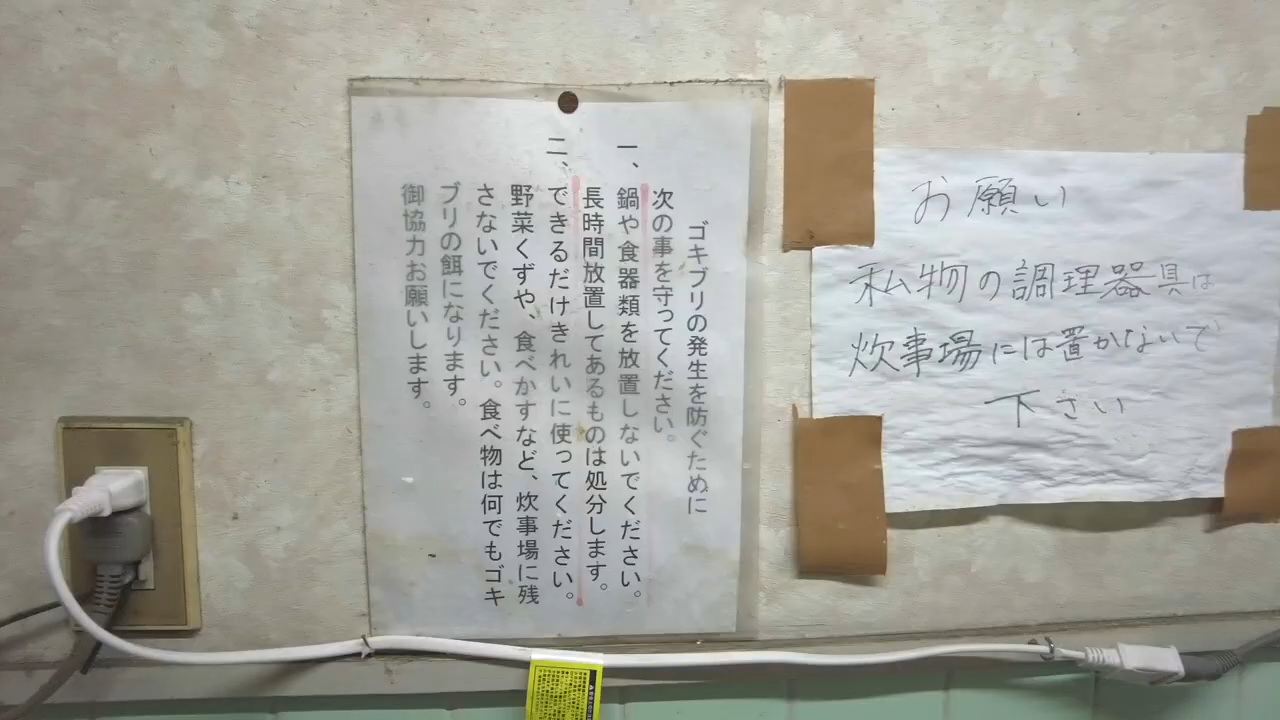 お願い
私物の調理器具は
炊事場には置かないで
下さい
ゴキブリの発生を防ぐために
次の事を守ってください。
一、鍋や食器類を放置しないでください。
長時間放置してあるものは処分します。
二、できるだけきれいに使ってください。
野菜くずや、食べかすなど、炊事場に残
さないでください。食べ物は何でもゴキ
ブリの餌になります。
御協力お願いします。